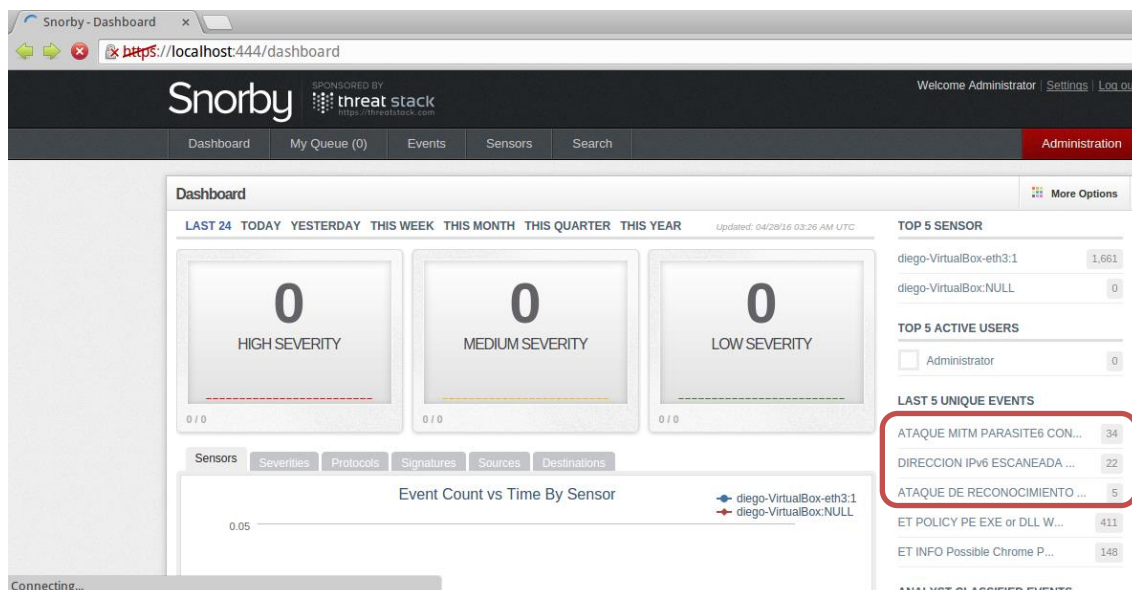 Snorby - Dashboard
https://localhost:444/dashboard
Snorby
SPONSORED BY
threat stack
https://threatstack.com
Welcome Administrator | Settings | Log ou
Dashboard My Queue (0) Events Sensors Search Administration
Dashboard
More Options
LAST 24 TODAY YESTERDAY THIS WEEK THIS MONTH THIS QUARTER THIS YEAR
Updated: 04/28/16 03:26 AM UTC
0
HIGH SEVERITY
0 / 0
0
MEDIUM SEVERITY
0 / 0
0
LOW SEVERITY
0 / 0
Sensors Severities Protocols Signatures Sources Destinations
Event Count vs Time By Sensor
diego-VirtualBox-eth3:1
diego-VirtualBox:NULL
0.05
TOP 5 SENSOR
diego-VirtualBox-eth3:1 1,661
diego-VirtualBox:NULL 0
TOP 5 ACTIVE USERS
Administrator 0
LAST 5 UNIQUE EVENTS
ATAQUE MITM PARASITE6 CON... 34
DIRECCION IPv6 ESCANEADA ... 22
ATAQUE DE RECONOCIMIENTO ... 5
ET POLICY PE EXE or DLL W... 411
ET INFO Possible Chrome P... 148
ANALYST CLASSIFIED EVENTS
Connecting...